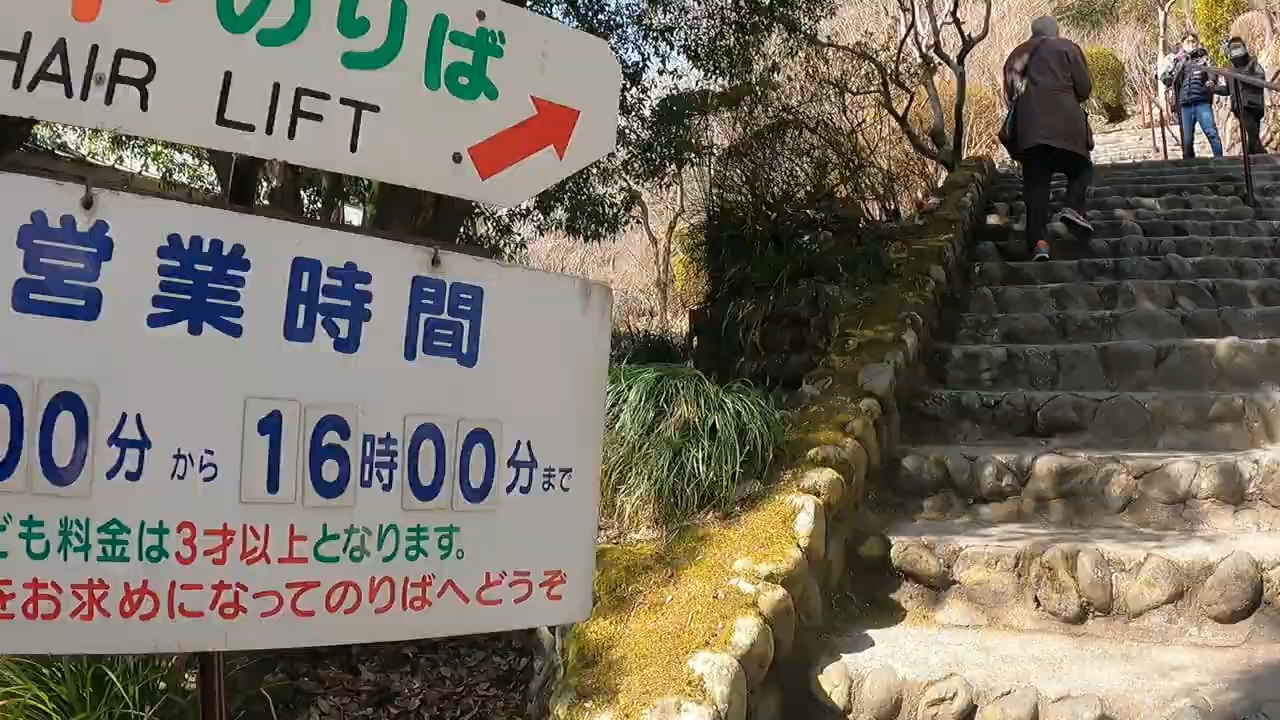 のりば
HAIR LIFT
営業時間
00分から16時00分まで
ども料金は3才以上となります。
をお求めになってのりばへどうぞ